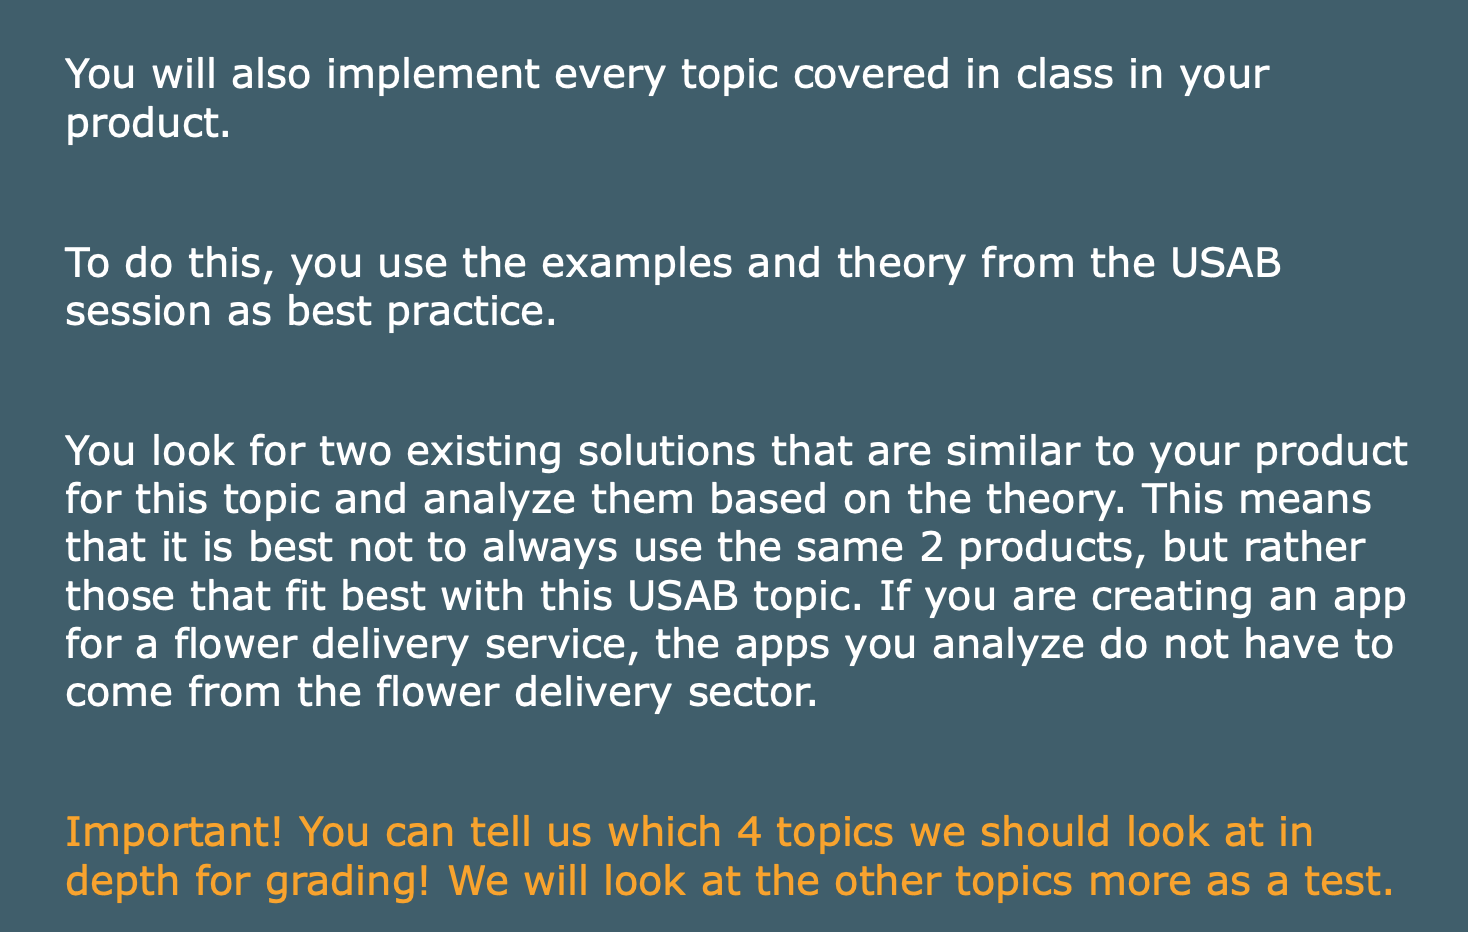 You will also implement every topic covered in class in your
product.
To do this, you use the examples and theory from the USAB
session as best practice.
You look for two existing solutions that are similar to your product
for this topic and analyze them based on the theory. This means
that it is best not to always use the same 2 products, but rather
those that fit best with this USAB topic. If you are creating an app
for a flower delivery service, the apps you analyze do not have to
come from the flower delivery sector.
Important! You can tell us which 4 topics we should look at in
depth for grading! We will look at the other topics more as a test.